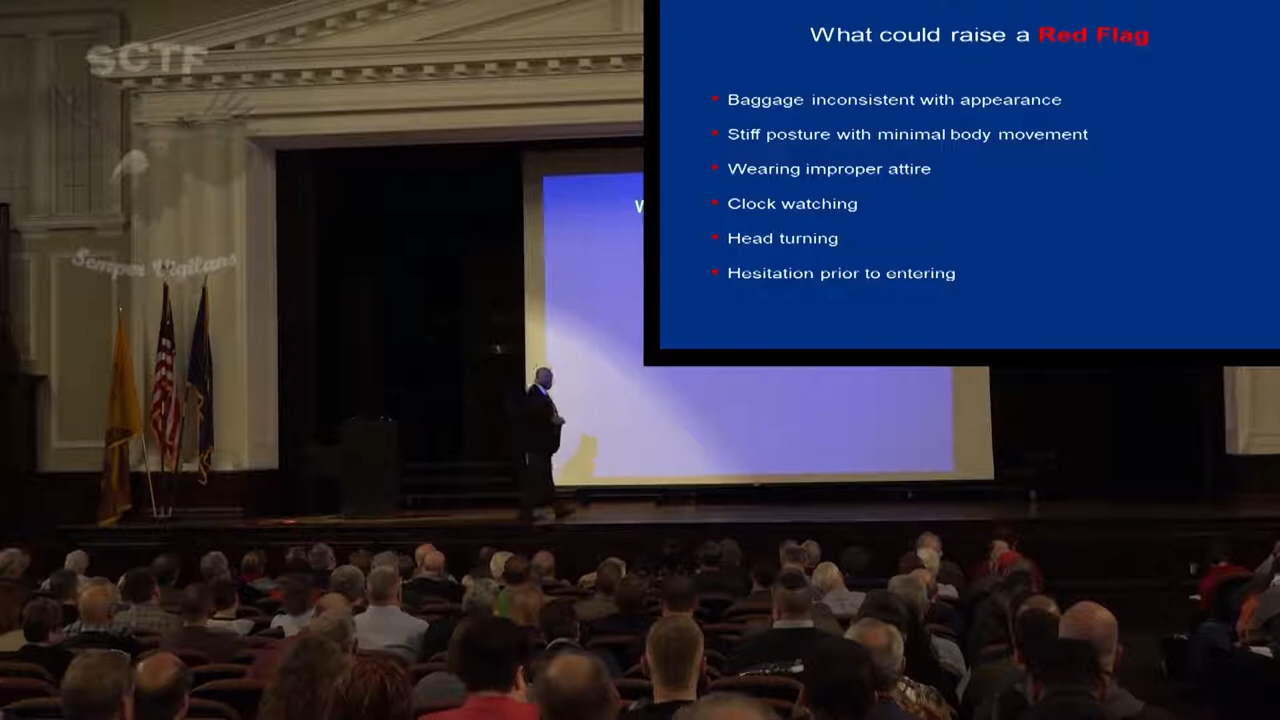 SCTF
Semper Vigilans
What could raise a Red Flag
Baggage inconsistent with appearance
Stiff posture with minimal body movement
Wearing improper attire
Clock watching
Head turning
Hesitation prior to entering
W